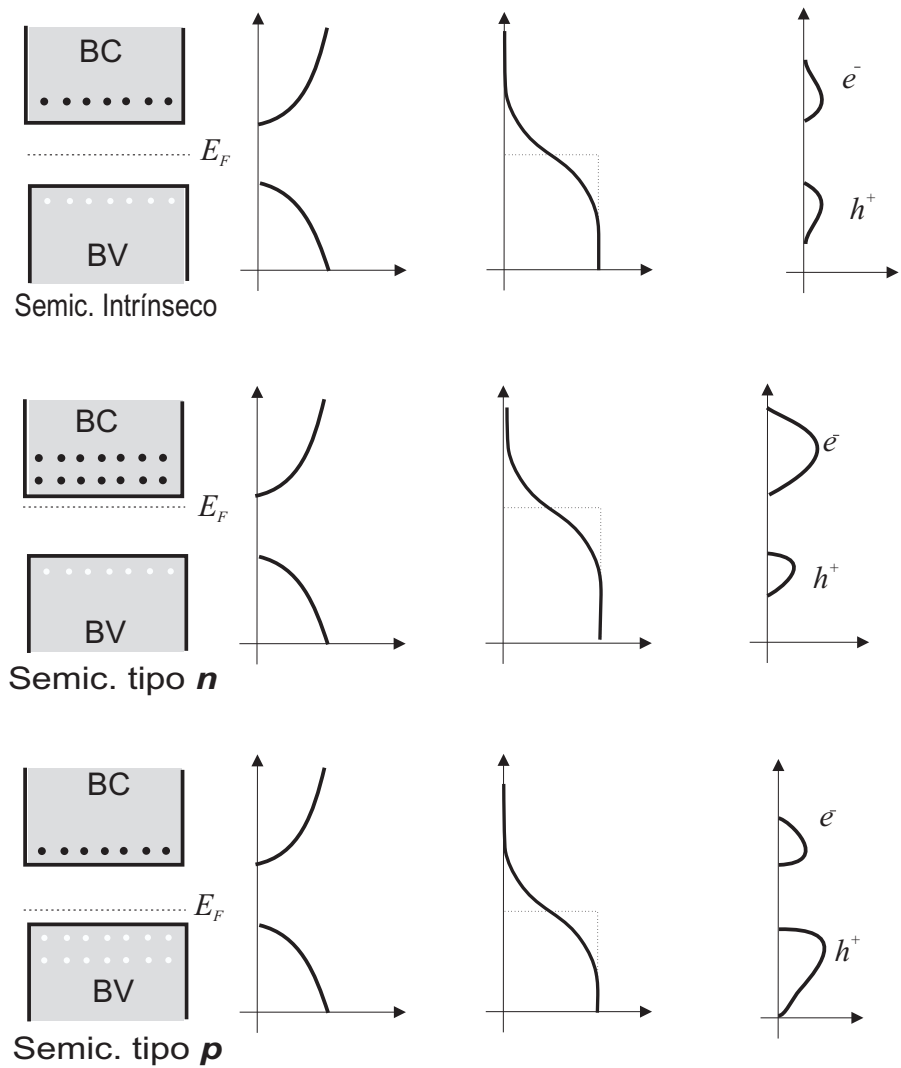 BC
e⁻
E_F
h⁺
BV
Semic. Intrínseco
BC
e⁻
E_F
h⁺
BV
Semic. tipo n
BC
e⁻
E_F
h⁺
BV
Semic. tipo p